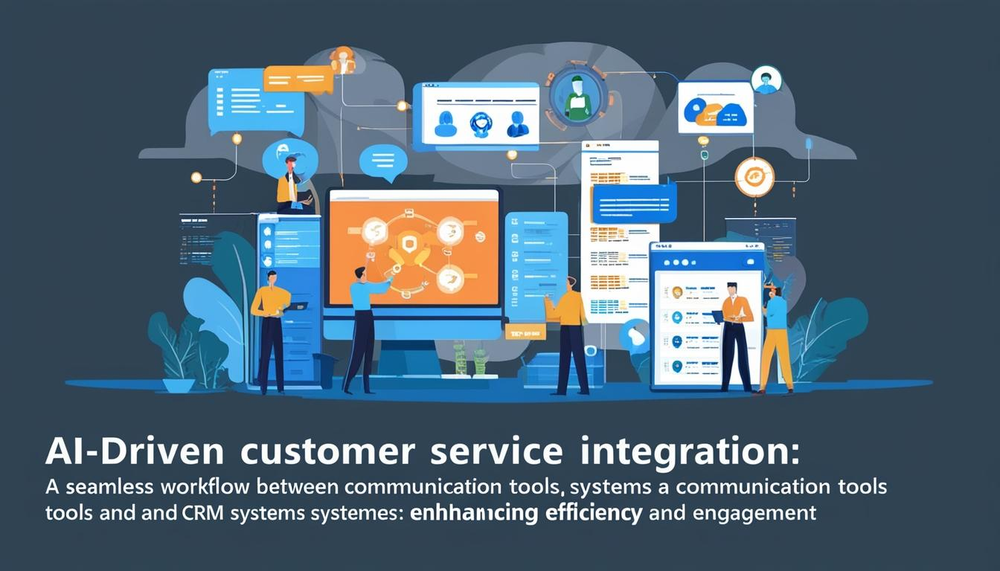 AI-Driven customer service integration:
A seamless workflow between communication tools, systems a communication tools
tools and and CRM systems systemes: enhhancing efficiency and engagement